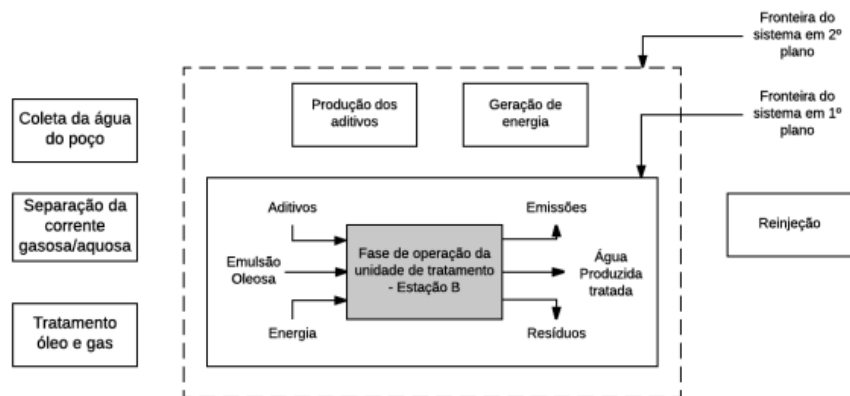 Fronteira do
sistema em 2º
plano
Coleta da água
do poço
Produção dos
aditivos
Geração de
energia
Fronteira do
sistema em 1º
plano
Separação da
corrente
gasosa/aquosa
Aditivos
Emissões
Emulsão
Oleosa
Fase de operação da
unidade de tratamento
- Estação B
Água
Produzida
tratada
Reinjeção
Tratamento
óleo e gas
Energia
Resíduos